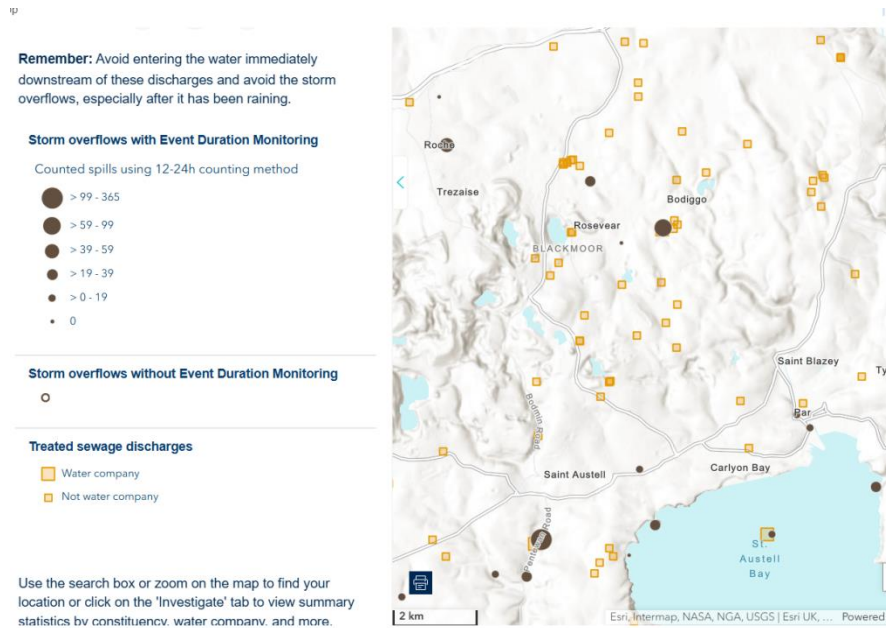 Remember: Avoid entering the water immediately
downstream of these discharges and avoid the storm
overflows, especially after it has been raining.
Storm overflows with Event Duration Monitoring
Counted spills using 12-24h counting method
> 99 - 365
> 59 - 99
> 39 - 59
> 19 - 39
> 0 - 19
0
Storm overflows without Event Duration Monitoring
Treated sewage discharges
Water company
Not water company
Use the search box or zoom on the map to find your
location or click on the 'Investigate' tab to view summary
statistics by constituency, water company, and more.
Roche
Trezaise
Bodiggo
Rosevear
BLACKMOOR
Saint Blazey
Ty
Par
Bodmin Road
Carlyon Bay
Saint Austell
Pentewan Road
St.
Austell
Bay
2 km
Esri, Intermap, NASA, NGA, USGS | Esri UK, ... Powered